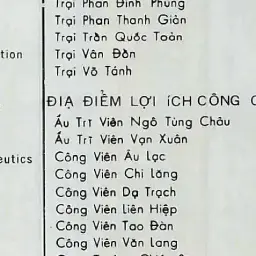 Trại Phan Đình Phùng
Trại Phan Thanh Giản
Trại Trần Quốc Toản
tion
Trại Vân Đồn
Trại Võ Tánh
ĐỊA ĐIỂM LỢI ÍCH CÔNG
Ấu Trĩ Viên Ngô Tùng Châu
Ấu Trĩ Viên Vạn Xuân
eutics
Công Viên Âu Lạc
Công Viên Chi lăng
Công Viên Dạ Trạch
Công Viên liên Hiệp
Công Viên Tao Đàn
Công Viên Văn lang